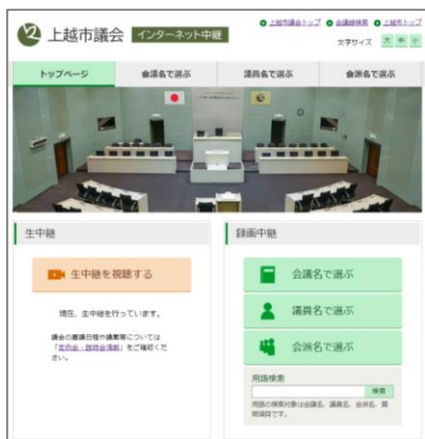 上越市議会 インターネット中継
上越市議会トップ 会議録検索 上越市トップ
文字サイズ 大 中 小
トップページ 会議名で選ぶ 議員名で選ぶ 会派名で選ぶ
生中継
生中継を視聴する
現在、生中継を行っています。
議会の審議日程や議案等については
「定例会・臨時会情報」をご確認くだ
さい。
録画中継
会議名で選ぶ
議員名で選ぶ
会派名で選ぶ
用語検索
検索
用語の検索対象は会議名、議員名、会派名、質
問項目です。